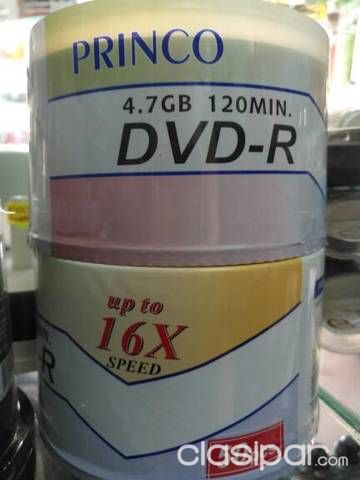 PRINCO
4.7GB 120MIN.
DVD-R
up to
16X
-R
SPEED
clasipar.com